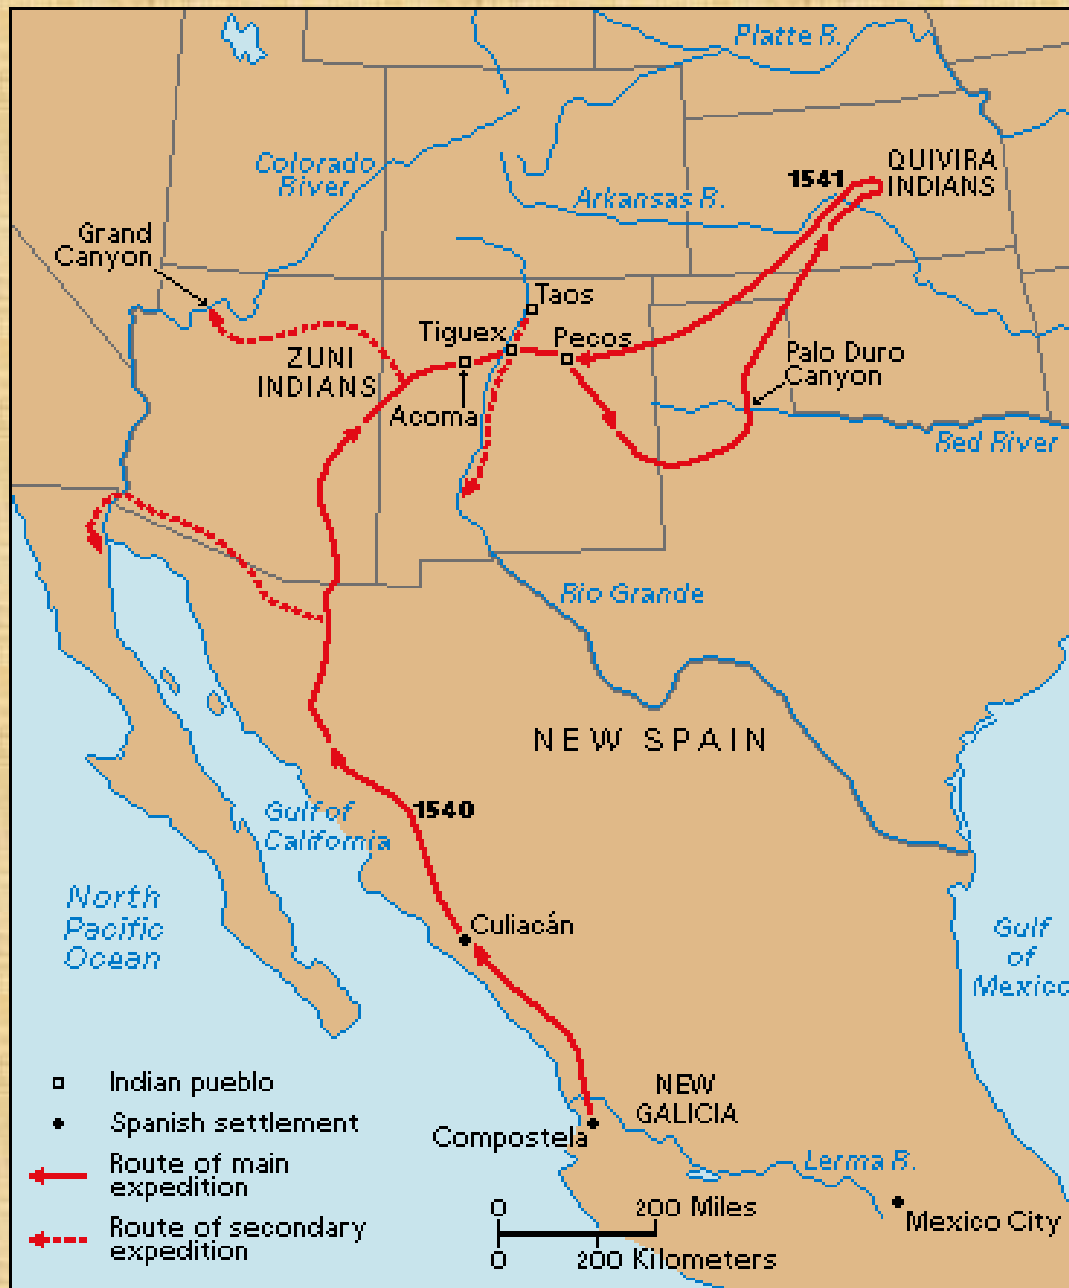 Platte R.
Colorado
River
1541
QUIVIRA
INDIANS
Arkansas R.
Grand
Canyon
Taos
Tiguex
Pecos
ZUNI
INDIANS
Palo Duro
Canyon
Acoma
Red River
Rio Grande
NEW SPAIN
1540
Gulf of
California
North
Pacific
Ocean
Culiacán
Gulf
of
Mexico
Indian pueblo
Spanish settlement
Route of main
expedition
Route of secondary
expedition
NEW
GALICIA
Compostela
Lerma R.
Mexico City
0 200 Miles
0 200 Kilometers